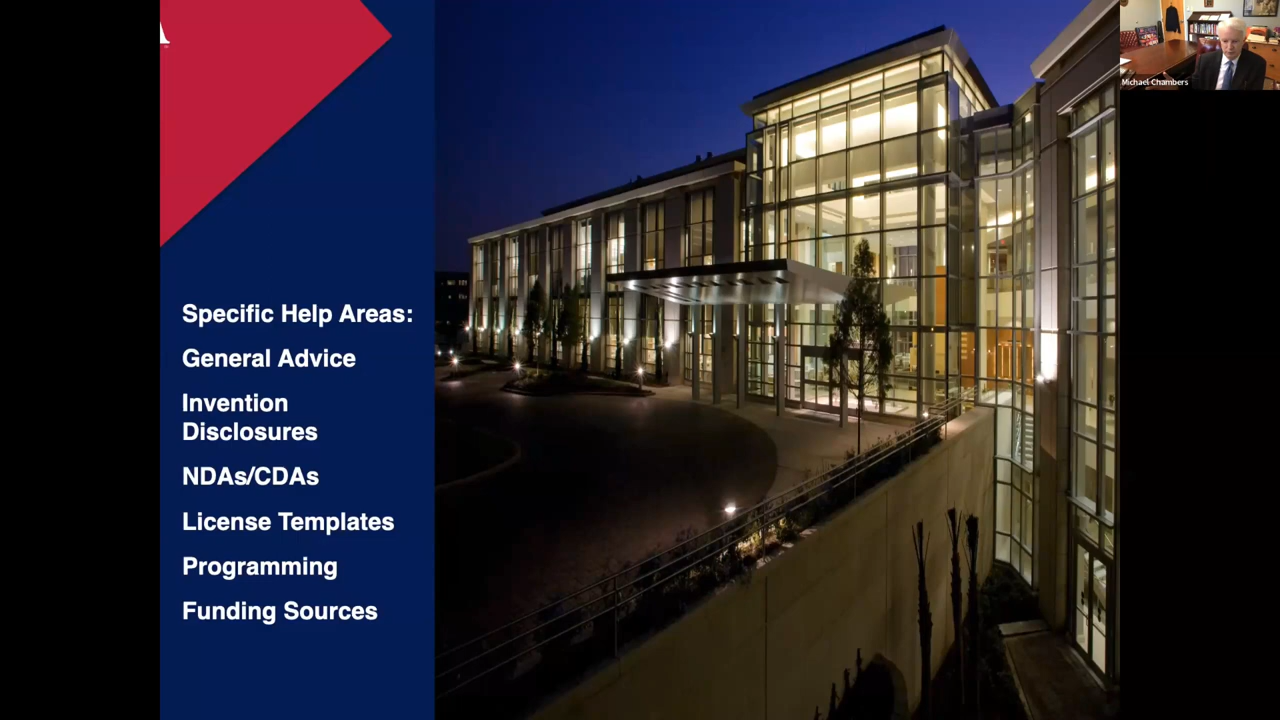 Michael Chambers
Specific Help Areas:
General Advice
Invention
Disclosures
NDAs/CDAs
License Templates
Programming
Funding Sources